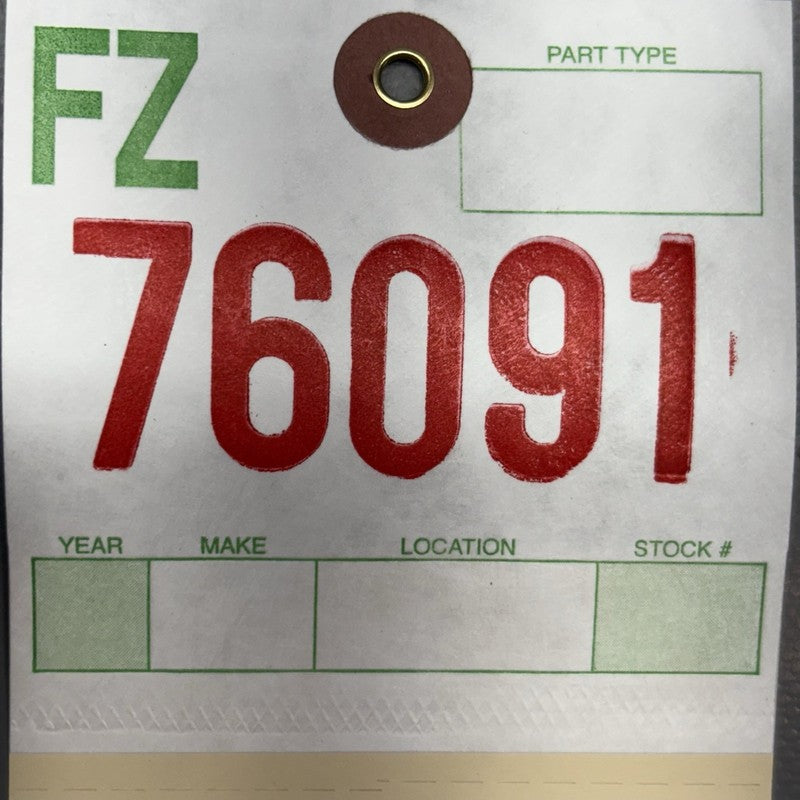 FZ
PART TYPE
76091
YEAR MAKE LOCATION STOCK #